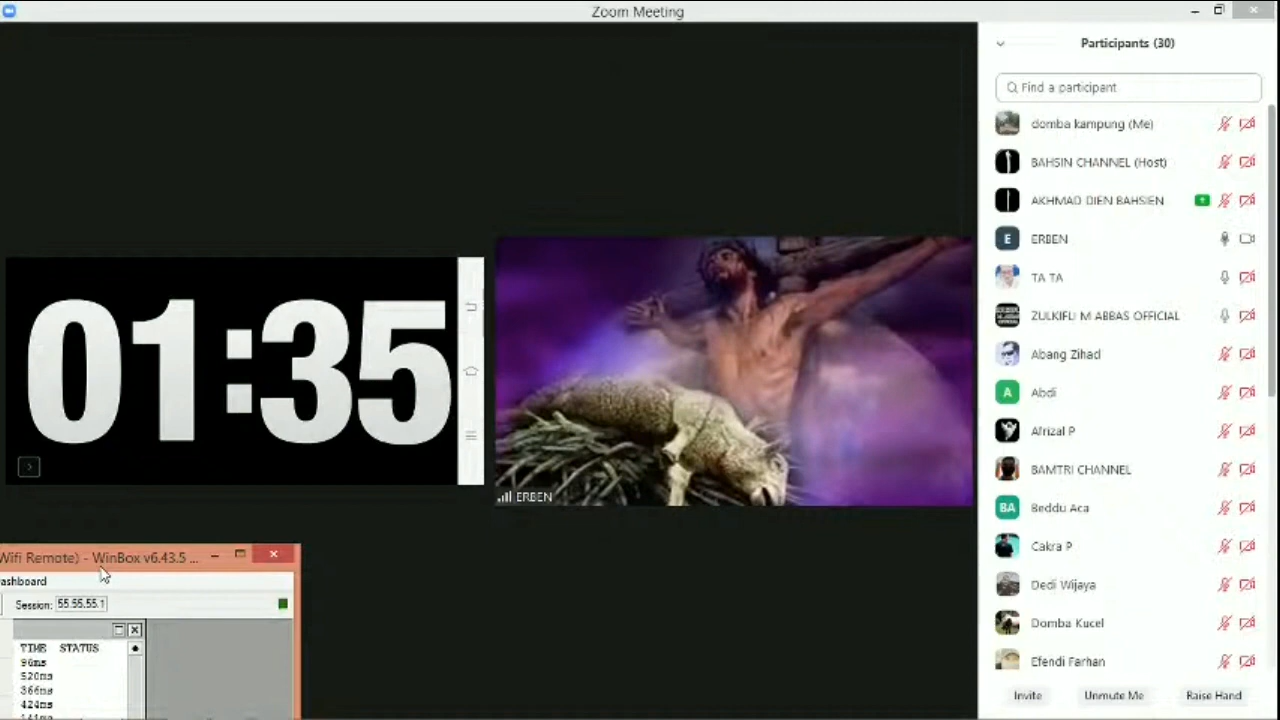 Zoom Meeting
Participants (30)
Find a participant
domba kampung (Me)
BAHSIN CHANNEL (Host)
AKHMAD DIEN BAHSIEN
E ERBEN
TA TA
ZULKIFLI M ABBAS OFFICIAL
Abang Zihad
A Abdi
Afrizal P
BAMTRI CHANNEL
BA Beddu Aca
Cakra P
Dedi Wijaya
Domba Kucel
Efendi Farhan
Invite Unmute Me Raise Hand
01:35
ERBEN
Wifi Remote) - WinBox v6.43.5 ...
ashboard
Session: 55.55.55.1
TIME STATUS
96ms
520ms
366ms
424ms